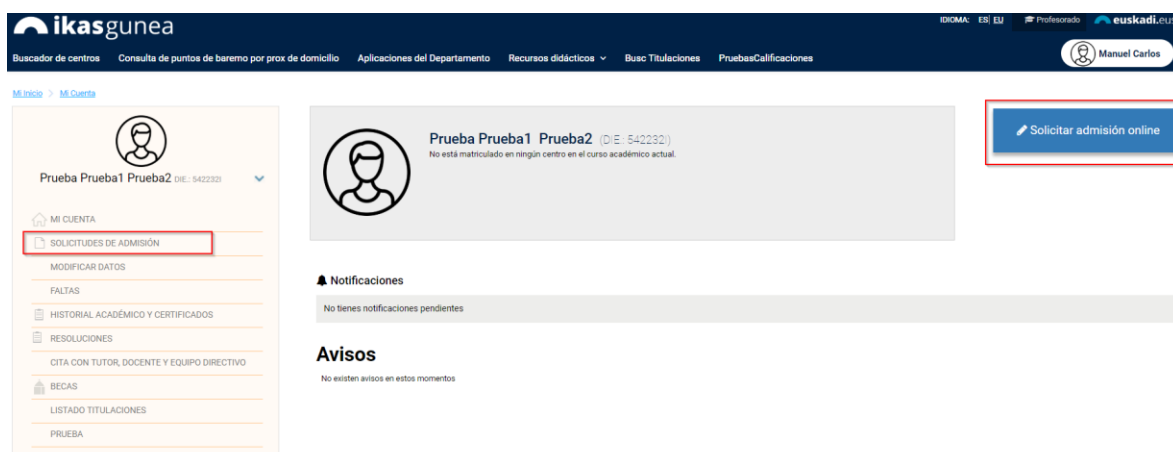 ikasgunea
IDIOMA: ES| EU Profesorado euskadi.eus
Buscador de centros Consulta de puntos de baremo por prox de domicilio Aplicaciones del Departamento Recursos didácticos Busc Titulaciones PruebasCalificaciones
Manuel Carlos
Mi Inicio > Mi Cuenta
Prueba Prueba1 Prueba2 DIE.: 542232I
MI CUENTA
SOLICITUDES DE ADMISIÓN
MODIFICAR DATOS
FALTAS
HISTORIAL ACADÉMICO Y CERTIFICADOS
RESOLUCIONES
CITA CON TUTOR, DOCENTE Y EQUIPO DIRECTIVO
BECAS
LISTADO TITULACIONES
PRUEBA
Prueba Prueba1 Prueba2 (DIE.: 542232I)
No está matriculado en ningún centro en el curso académico actual.
Solicitar admisión online
Notificaciones
No tienes notificaciones pendientes
Avisos
No existen avisos en estos momentos